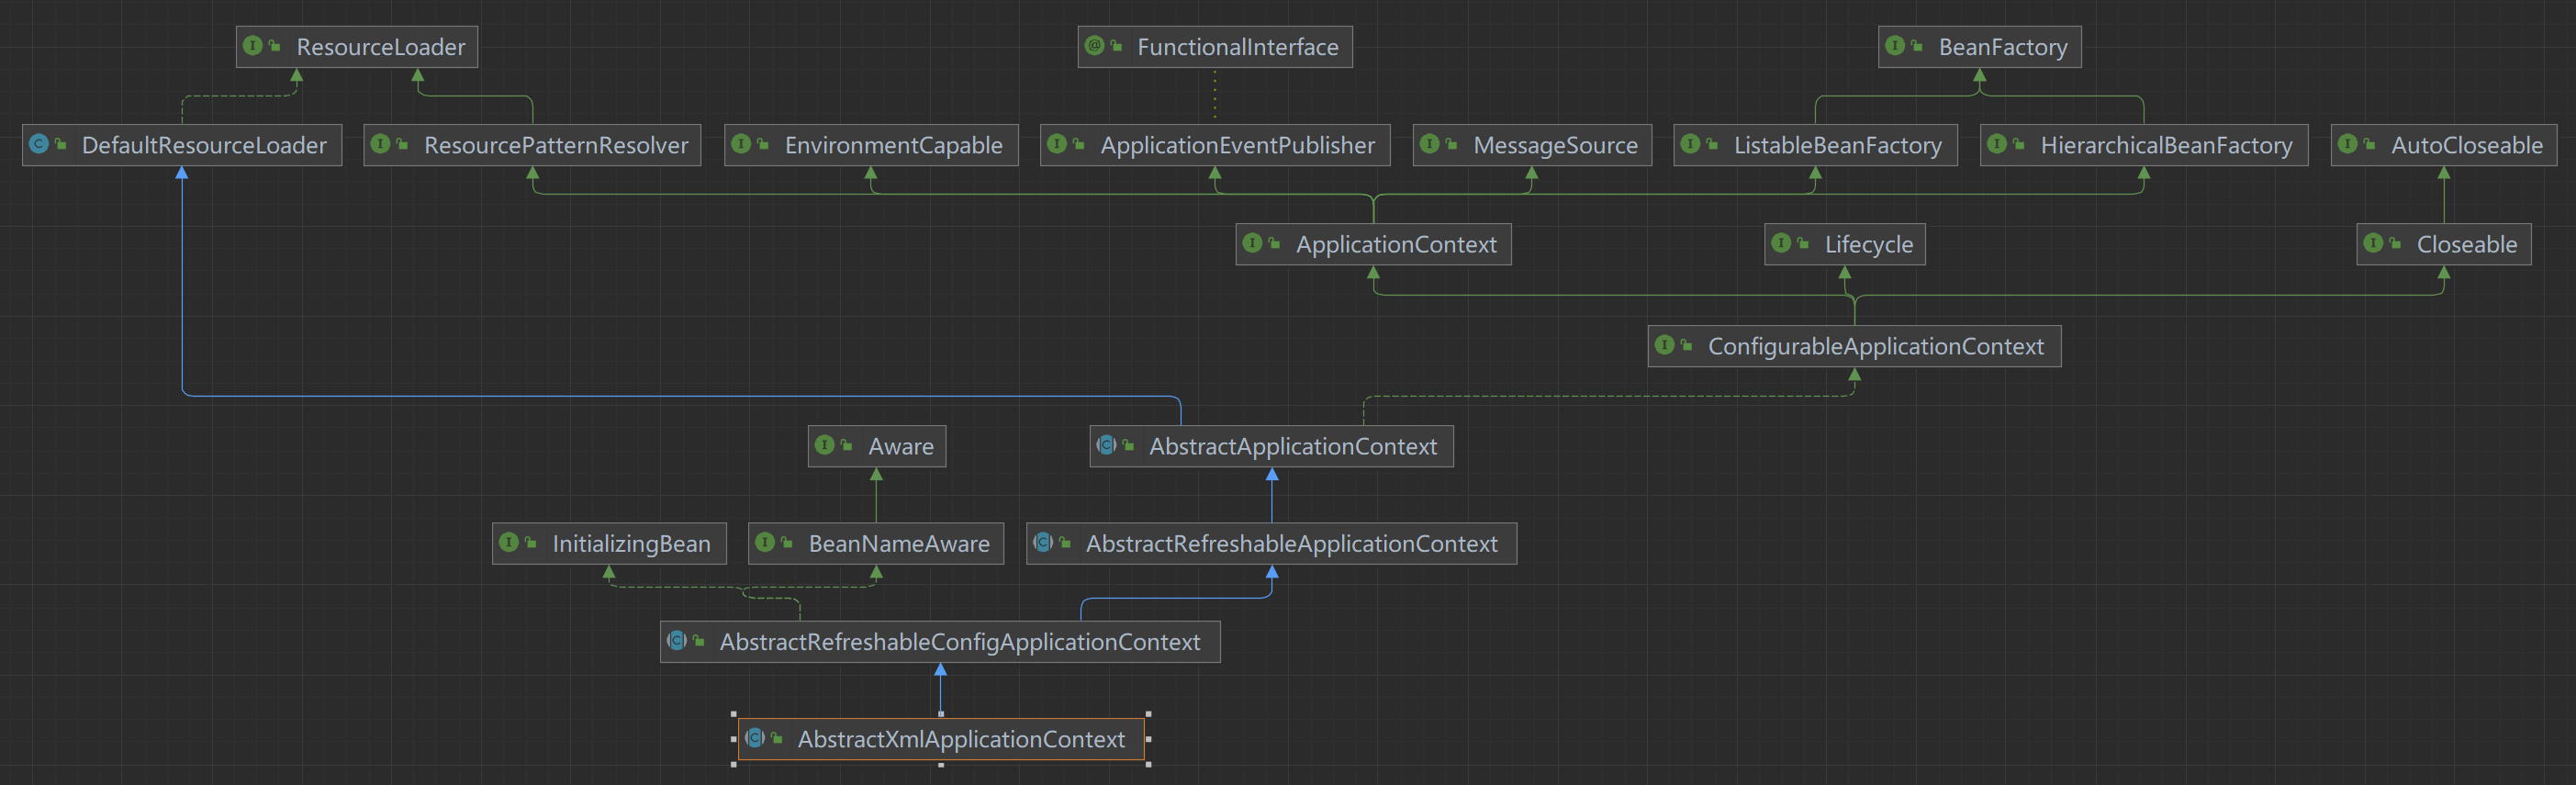 ResourceLoader
FunctionalInterface
BeanFactory
DefaultResourceLoader
ResourcePatternResolver
EnvironmentCapable
ApplicationEventPublisher
MessageSource
ListableBeanFactory
HierarchicalBeanFactory
AutoCloseable
ApplicationContext
Lifecycle
Closeable
ConfigurableApplicationContext
Aware
AbstractApplicationContext
InitializingBean
BeanNameAware
AbstractRefreshableApplicationContext
AbstractRefreshableConfigApplicationContext
AbstractXmlApplicationContext